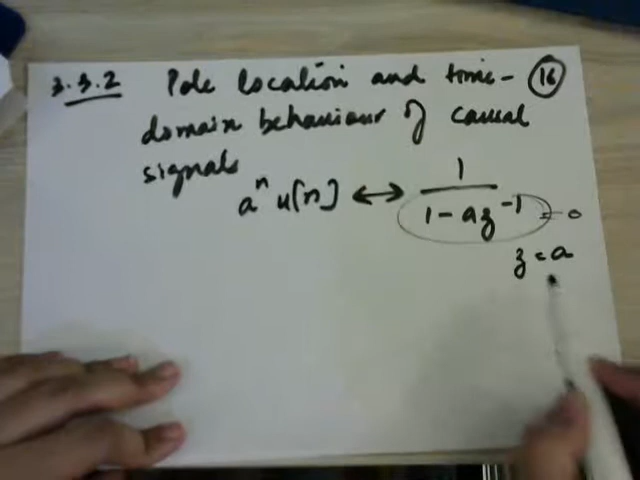 3.3.2 Pole location and time- 16
domain behaviour of causal
signals
a^n u[n] ↔ 1 / (1 - az^-1) = 0
z = a